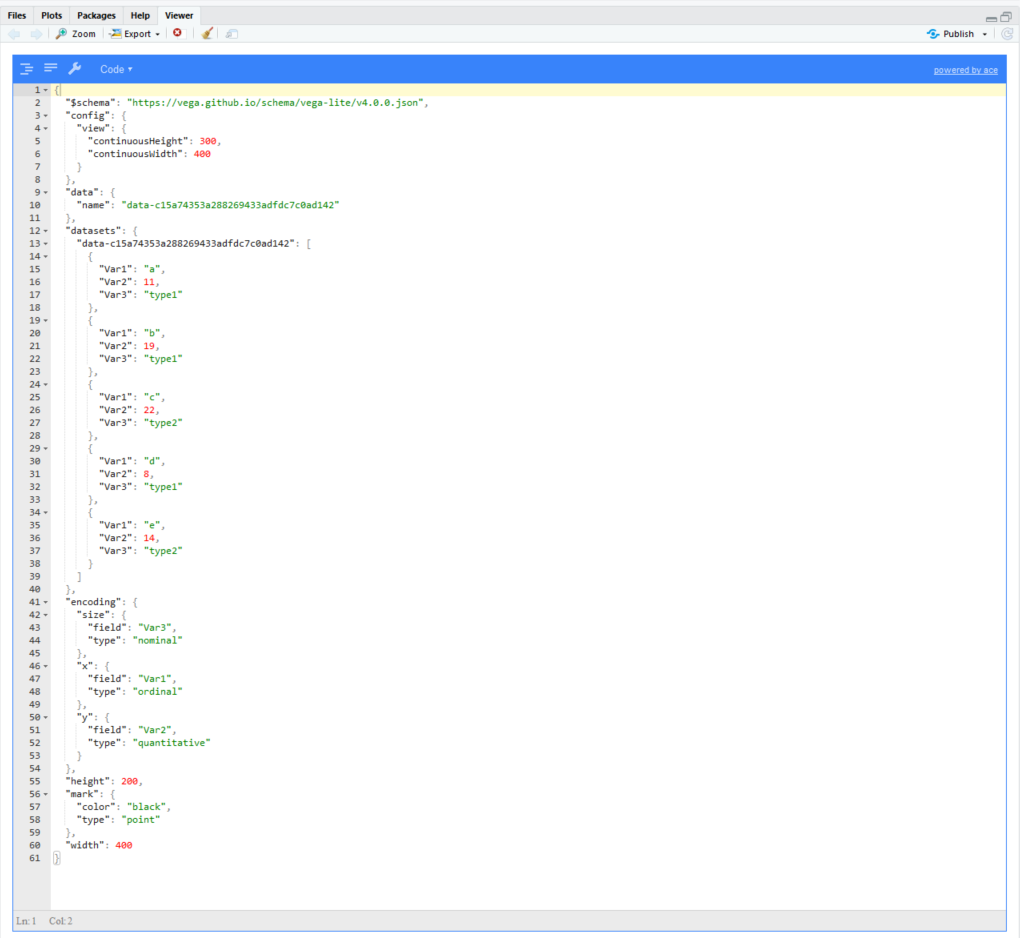 Files Plots Packages Help Viewer
Zoom Export Publish
Code powered by ace
1 {
2 "$schema": "https://vega.github.io/schema/vega-lite/v4.0.0.json",
3 "config": {
4 "view": {
5 "continuousHeight": 300,
6 "continuousWidth": 400
7 }
8 },
9 "data": {
10 "name": "data-c15a74353a288269433adfdc7c0ad142"
11 },
12 "datasets": {
13 "data-c15a74353a288269433adfdc7c0ad142": [
14 {
15 "Var1": "a",
16 "Var2": 11,
17 "Var3": "type1"
18 },
19 {
20 "Var1": "b",
21 "Var2": 19,
22 "Var3": "type1"
23 },
24 {
25 "Var1": "c",
26 "Var2": 22,
27 "Var3": "type2"
28 },
29 {
30 "Var1": "d",
31 "Var2": 8,
32 "Var3": "type1"
33 },
34 {
35 "Var1": "e",
36 "Var2": 14,
37 "Var3": "type2"
38 }
39 ]
40 },
41 "encoding": {
42 "size": {
43 "field": "Var3",
44 "type": "nominal"
45 },
46 "x": {
47 "field": "Var1",
48 "type": "ordinal"
49 },
50 "y": {
51 "field": "Var2",
52 "type": "quantitative"
53 }
54 },
55 "height": 200,
56 "mark": {
57 "color": "black",
58 "type": "point"
59 },
60 "width": 400
61 }
Ln: 1 Col: 2